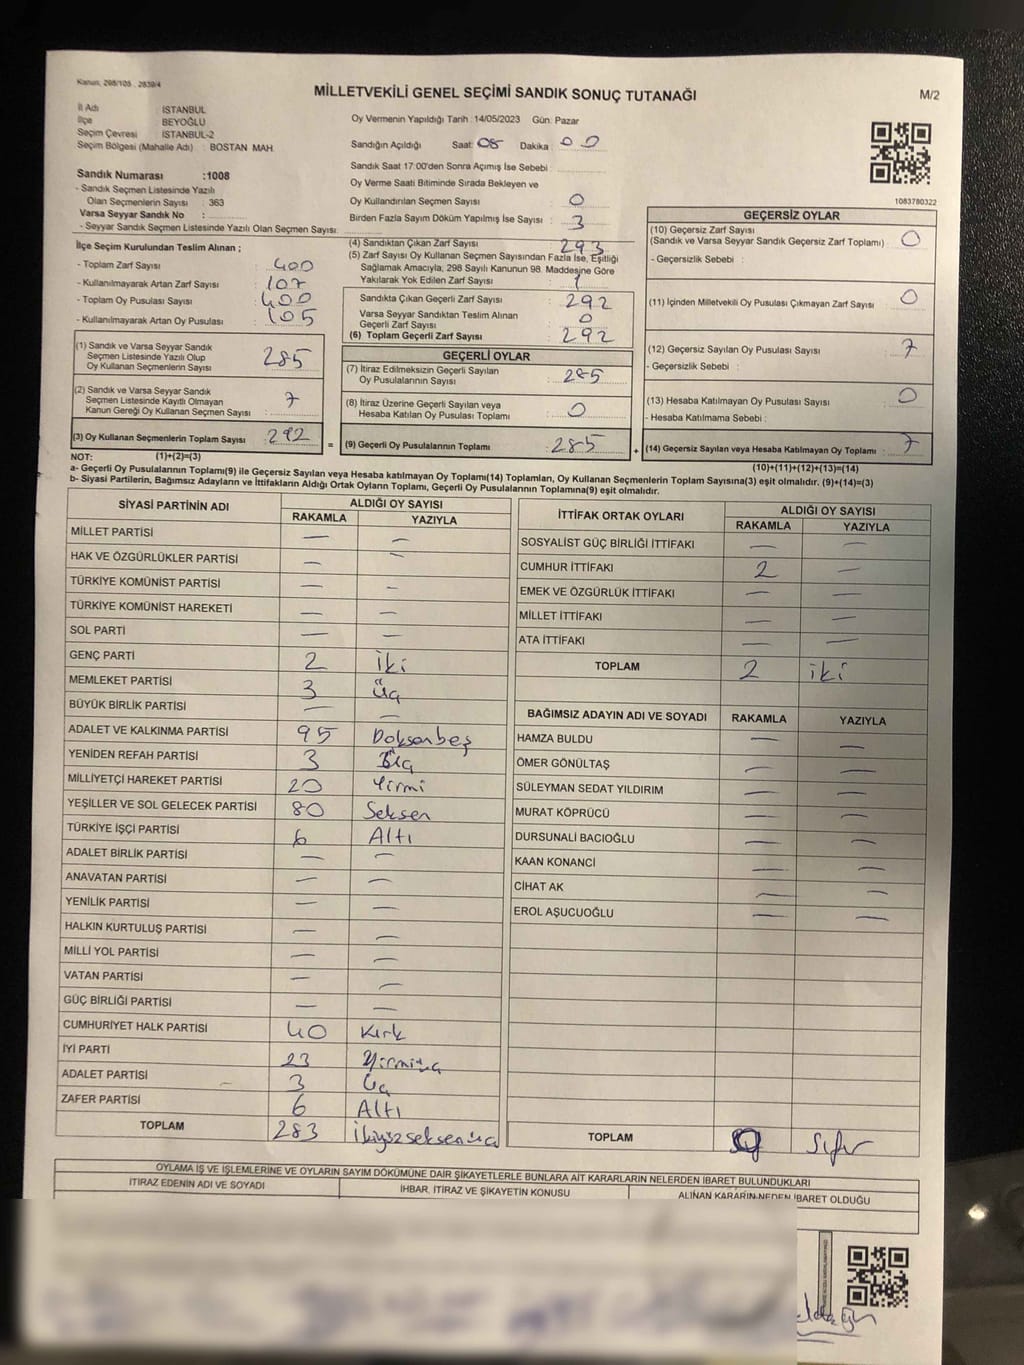 Kanun: 298/105 , 2839/4
MİLLETVEKİLİ GENEL SEÇİMİ SANDIK SONUÇ TUTANAĞI
M/2
İl Adı İSTANBUL
İlçe BEYOĞLU
Seçim Çevresi : İSTANBUL-2
Seçim Bölgesi (Mahalle Adı) : BOSTAN MAH.
Sandık Numarası :1008
- Sandık Seçmen Listesinde Yazılı
Olan Seçmenlerin Sayısı : 363
Varsa Seyyar Sandık No :
- Seyyar Sandık Seçmen Listesinde Yazılı Olan Seçmen Sayısı:
Oy Vermenin Yapıldığı Tarih :14/05/2023 Gün: Pazar
Sandığın Açıldığı Saat: 08 Dakika : 00
Sandık Saat 17:00'den Sonra Açımış İse Sebebi :
Oy Verme Saati Bitiminde Sırada Bekleyen ve
Oy Kullandırılan Seçmen Sayısı : 0
Birden Fazla Sayım Döküm Yapılmış İse Sayısı : 3
1083780322
İlçe Seçim Kurulundan Teslim Alınan ;
- Toplam Zarf Sayısı : 400
- Kullanılmayarak Artan Zarf Sayısı : 107
- Toplam Oy Pusulası Sayısı : 400
- Kullanılmayarak Artan Oy Pusulası : 105
(1) Sandık ve Varsa Seyyar Sandık
Seçmen Listesinde Yazılı Olup
Oy Kullanan Seçmenlerin Sayısı : 285
(2) Sandık ve Varsa Seyyar Sandık
Seçmen Listesinde Kayıtlı Olmayan
Kanun Gereği Oy Kullanan Seçmen Sayısı : 7
(3) Oy Kullanan Seçmenlerin Toplam Sayısı : 292
(4) Sandıktan Çıkan Zarf Sayısı : 293
(5) Zarf Sayısı Oy Kullanan Seçmen Sayısından Fazla İse, Eşitliği
Sağlamak Amacıyla, 298 Sayılı Kanunun 98. Maddesine Göre
Yakılarak Yok Edilen Zarf Sayısı : 1
Sandıkta Çıkan Geçerli Zarf Sayısı : 292
Varsa Seyyar Sandıktan Teslim Alınan
Geçerli Zarf Sayısı : 0
(6) Toplam Geçerli Zarf Sayısı : 292
GEÇERLİ OYLAR
(7) İtiraz Edilmeksizin Geçerli Sayılan
Oy Pusulalarının Sayısı : 285
(8) İtiraz Üzerine Geçerli Sayılan veya
Hesaba Katılan Oy Pusulaları Toplamı : 0
= (9) Geçerli Oy Pusulalarının Toplamı : 285
GEÇERSİZ OYLAR
(10) Geçersiz Zarf Sayısı
(Sandık ve Varsa Seyyar Sandık Geçersiz Zarf Toplamı) : 0
- Geçersizlik Sebebi :
(11) İçinden Milletvekili Oy Pusulası Çıkmayan Zarf Sayısı : 0
(12) Geçersiz Sayılan Oy Pusulası Sayısı : 7
- Geçersizlik Sebebi :
(13) Hesaba Katılmayan Oy Pusulası Sayısı : 0
- Hesaba Katılmama Sebebi :
+ (14) Geçersiz Sayılan veya Hesaba Katılmayan Oy Toplamı : 7
NOT: (1)+(2)=(3)
(10)+(11)+(12)+(13)=(14)
a- Geçerli Oy Pusulalarının Toplamı(9) ile Geçersiz Sayılan veya Hesaba katılmayan Oy Toplamı(14) Toplamları, Oy Kullanan Seçmenlerin Toplam Sayısına(3) eşit olmalıdır. (9)+(14)=(3)
b- Siyasi Partilerin, Bağımsız Adayların ve İttifakların Aldığı Ortak Oyların Toplamı, Geçerli Oy Pusulalarının Toplamına(9) eşit olmalıdır.
SİYASİ PARTİNİN ADI ALDIĞI OY SAYISI
RAKAMLA YAZIYLA
MİLLET PARTİSİ — —
HAK VE ÖZGÜRLÜKLER PARTİSİ — —
TÜRKİYE KOMÜNİST PARTİSİ — —
TÜRKİYE KOMÜNİST HAREKETİ — —
SOL PARTİ — —
GENÇ PARTİ 2 iki
MEMLEKET PARTİSİ 3 üç
BÜYÜK BİRLİK PARTİSİ — —
ADALET VE KALKINMA PARTİSİ 95 Doksanbeş
YENİDEN REFAH PARTİSİ 3 Üç
MİLLİYETÇİ HAREKET PARTİSİ 20 Yirmi
YEŞİLLER VE SOL GELECEK PARTİSİ 80 Seksen
TÜRKİYE İŞÇİ PARTİSİ 6 Altı
ADALET BİRLİK PARTİSİ — —
ANAVATAN PARTİSİ — —
YENİLİK PARTİSİ — —
HALKIN KURTULUŞ PARTİSİ — —
MİLLİ YOL PARTİSİ — —
VATAN PARTİSİ — —
GÜÇ BİRLİĞİ PARTİSİ — —
CUMHURİYET HALK PARTİSİ 40 Kırk
İYİ PARTİ 23 Yirmiüç
ADALET PARTİSİ 3 Üç
ZAFER PARTİSİ 6 Altı
TOPLAM 283 ikiyüzseksenüç
İTTİFAK ORTAK OYLARI ALDIĞI OY SAYISI
RAKAMLA YAZIYLA
SOSYALİST GÜÇ BİRLİĞİ İTTİFAKI — —
CUMHUR İTTİFAKI 2 —
EMEK VE ÖZGÜRLÜK İTTİFAKI — —
MİLLET İTTİFAKI — —
ATA İTTİFAKI — —
TOPLAM 2 iki
BAĞIMSIZ ADAYIN ADI VE SOYADI RAKAMLA YAZIYLA
HAMZA BULDU — —
ÖMER GÖNÜLTAŞ — —
SÜLEYMAN SEDAT YILDIRIM — —
MURAT KÖPRÜCÜ — —
DURSUNALİ BACIOĞLU — —
KAAN KONANCİ — —
CİHAT AK — —
EROL AŞUCUOĞLU — —
TOPLAM Sıfır
OYLAMA İŞ VE İŞLEMLERİNE VE OYLARIN SAYIM DÖKÜMÜNE DAİR ŞİKAYETLERLE BUNLARA AİT KARARLARIN NELERDEN İBARET BULUNDUKLARI
İTİRAZ EDENİN ADI VE SOYADI İHBAR, İTİRAZ VE ŞİKAYETİN KONUSU ALINAN KARARIN NEDEN İBARET OLDUĞU